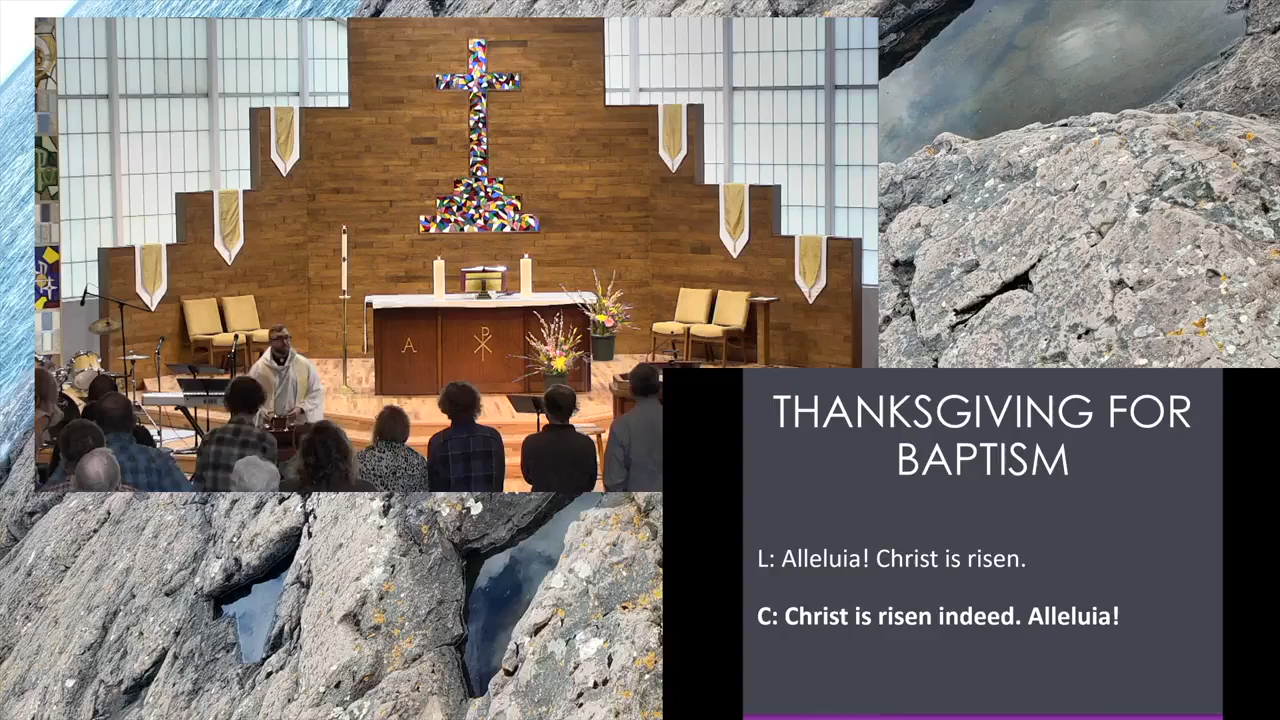 A
THANKSGIVING FOR
BAPTISM
L: Alleluia! Christ is risen.
C: Christ is risen indeed. Alleluia!